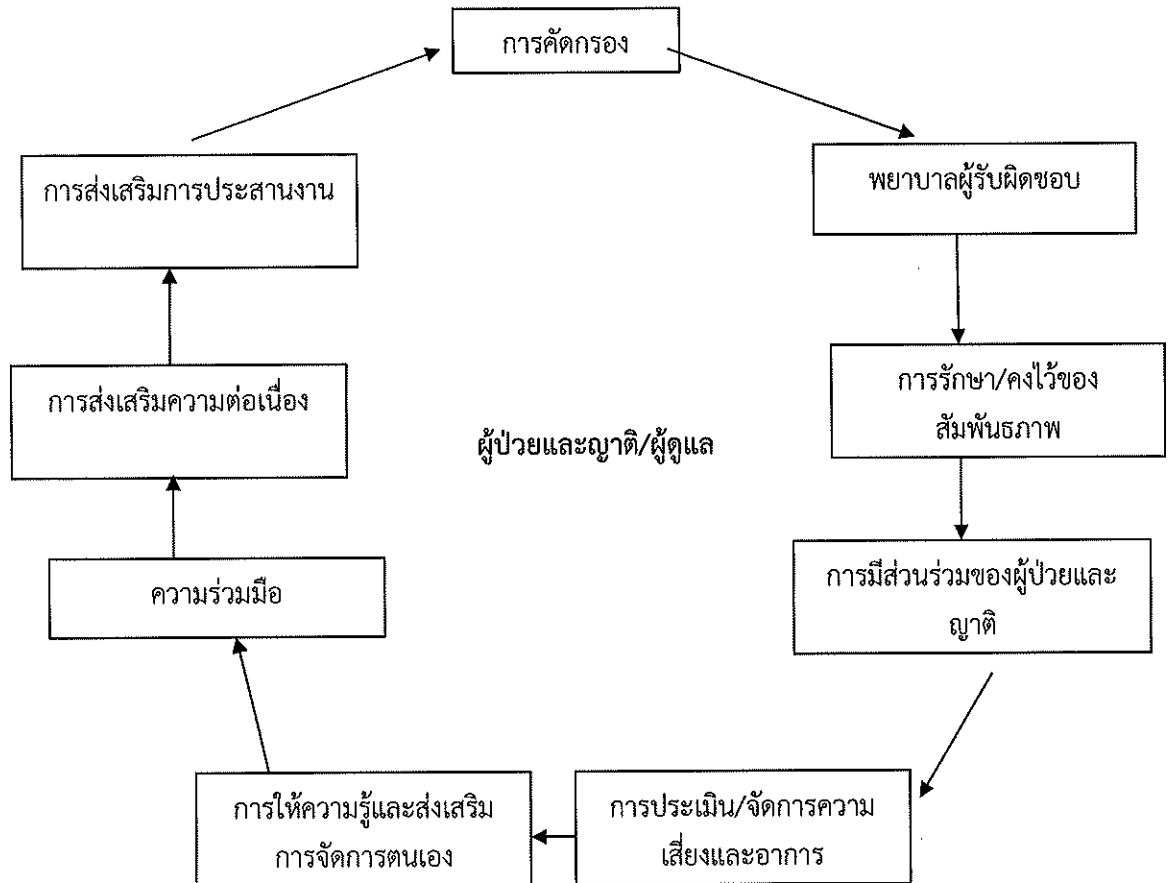 การคัดกรอง
พยาบาลผู้รับผิดชอบ
การรักษา/คงไว้ของ
สัมพันธภาพ
การมีส่วนร่วมของผู้ป่วยและ
ญาติ
การประเมิน/จัดการความ
เสี่ยงและอาการ
การให้ความรู้และส่งเสริม
การจัดการตนเอง
ความร่วมมือ
การส่งเสริมความต่อเนื่อง
การส่งเสริมการประสานงาน
ผู้ป่วยและญาติ/ผู้ดูแล